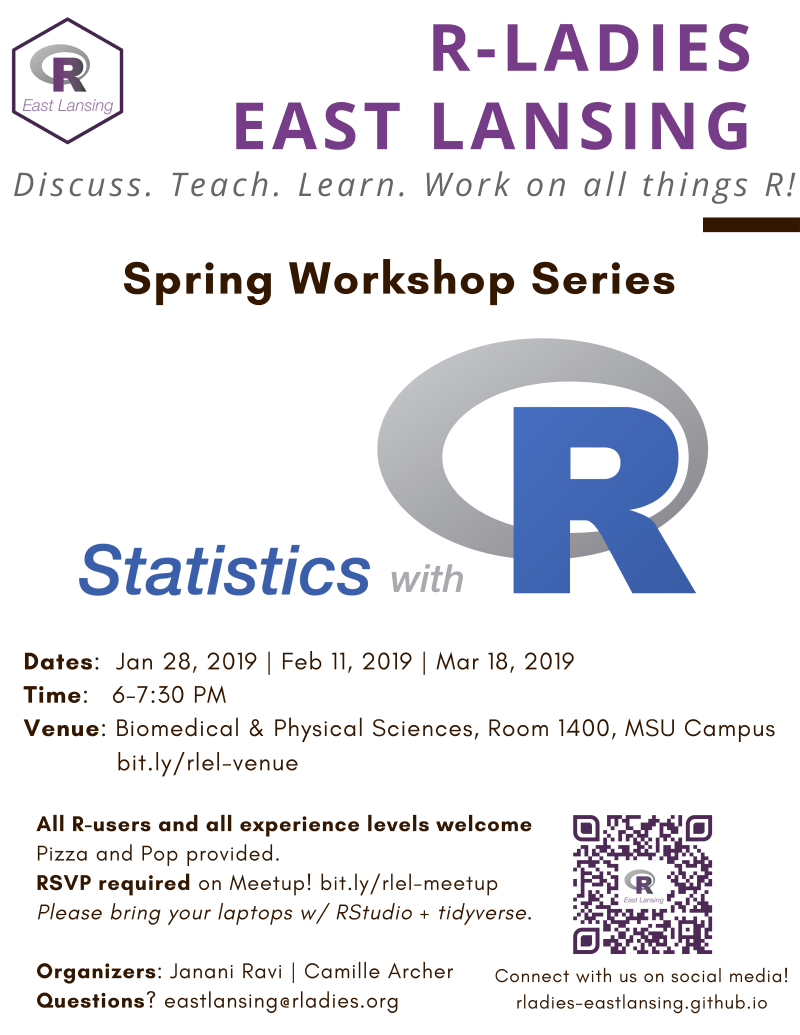 R
East Lansing
R-LADIES
EAST LANSING
Discuss. Teach. Learn. Work on all things R!
Spring Workshop Series
Statistics with R
Dates: Jan 28, 2019 | Feb 11, 2019 | Mar 18, 2019
Time: 6-7:30 PM
Venue: Biomedical & Physical Sciences, Room 1400, MSU Campus
bit.ly/rlel-venue
All R-users and all experience levels welcome
Pizza and Pop provided.
RSVP required on Meetup! bit.ly/rlel-meetup
Please bring your laptops w/ RStudio + tidyverse.
Organizers: Janani Ravi | Camille Archer
Questions? eastlansing@rladies.org
R
East Lansing
Connect with us on social media!
rladies-eastlansing.github.io